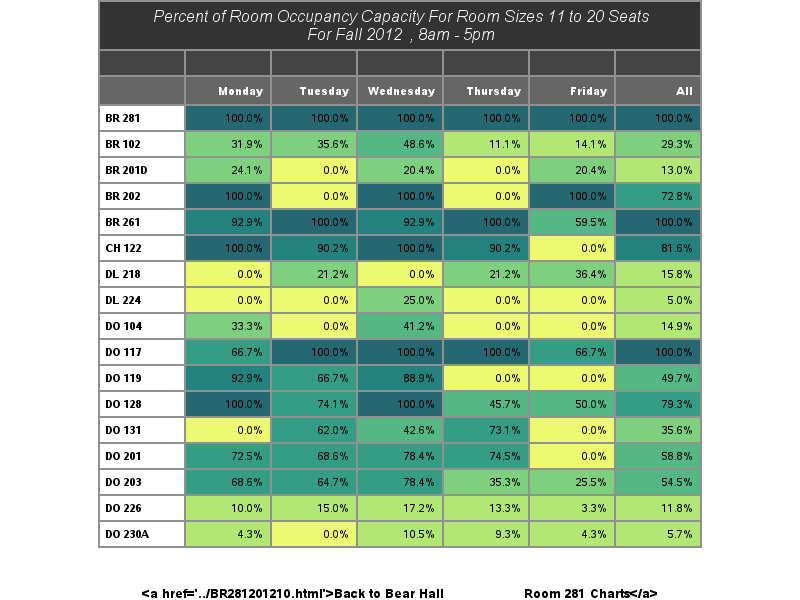 Percent of Room Occupancy Capacity For Room Sizes 11 to 20 Seats
For Fall 2012 , 8am - 5pm
Monday Tuesday Wednesday Thursday Friday All
BR 281 100.0% 100.0% 100.0% 100.0% 100.0% 100.0%
BR 102 31.9% 35.6% 48.6% 11.1% 14.1% 29.3%
BR 201D 24.1% 0.0% 20.4% 0.0% 20.4% 13.0%
BR 202 100.0% 0.0% 100.0% 0.0% 100.0% 72.8%
BR 261 92.9% 100.0% 92.9% 100.0% 59.5% 100.0%
CH 122 100.0% 90.2% 100.0% 90.2% 0.0% 81.6%
DL 218 0.0% 21.2% 0.0% 21.2% 36.4% 15.8%
DL 224 0.0% 0.0% 25.0% 0.0% 0.0% 5.0%
DO 104 33.3% 0.0% 41.2% 0.0% 0.0% 14.9%
DO 117 66.7% 100.0% 100.0% 100.0% 66.7% 100.0%
DO 119 92.9% 66.7% 88.9% 0.0% 0.0% 49.7%
DO 128 100.0% 74.1% 100.0% 45.7% 50.0% 79.3%
DO 131 0.0% 62.0% 42.6% 73.1% 0.0% 35.6%
DO 201 72.5% 68.6% 78.4% 74.5% 0.0% 58.8%
DO 203 68.6% 64.7% 78.4% 35.3% 25.5% 54.5%
DO 226 10.0% 15.0% 17.2% 13.3% 3.3% 11.8%
DO 230A 4.3% 0.0% 10.5% 9.3% 4.3% 5.7%
<a href='../BR281201210.html'>Back to Bear Hall Room 281 Charts</a>